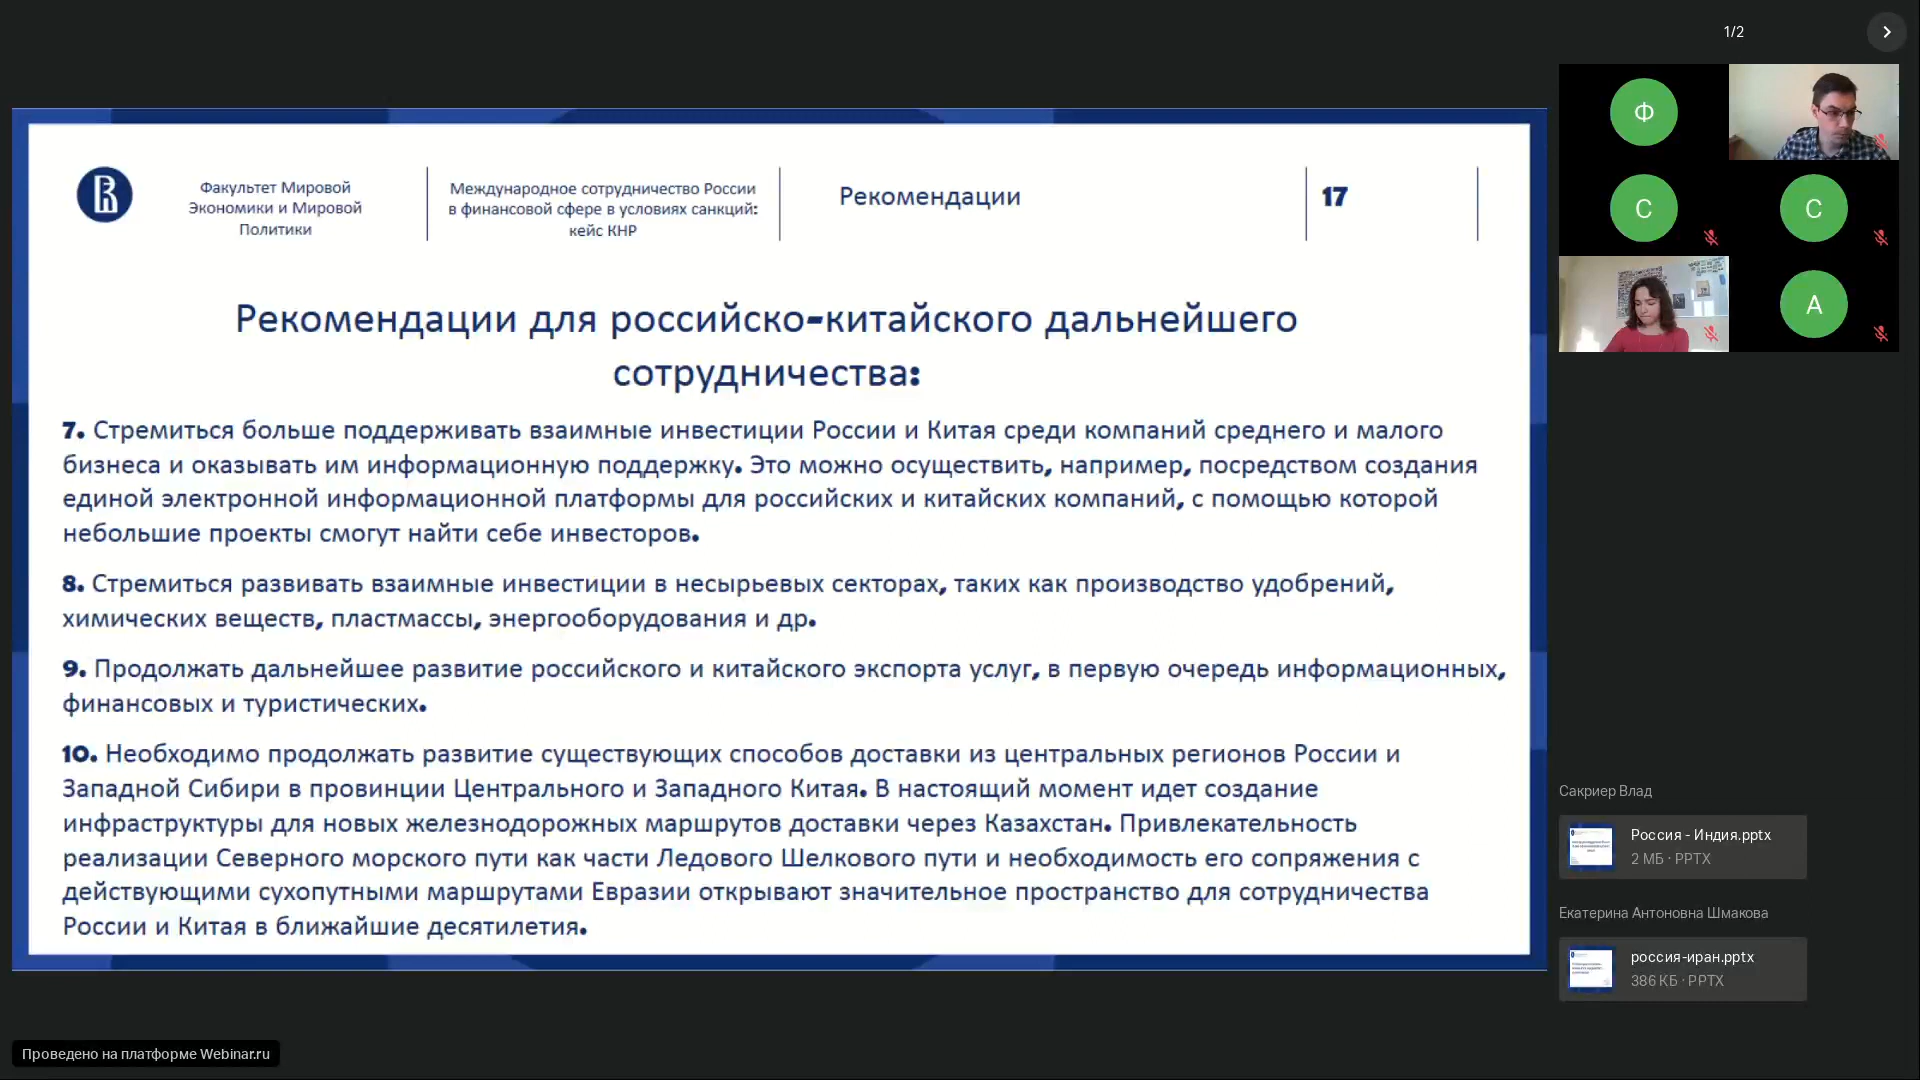 1/2
Факультет Мировой
Экономики и Мировой
Политики
Международное сотрудничество России
в финансовой сфере в условиях санкций:
кейс КНР
Рекомендации
17
Рекомендации для российско-китайского дальнейшего
сотрудничества:
7. Стремиться больше поддерживать взаимные инвестиции России и Китая среди компаний среднего и малого
бизнеса и оказывать им информационную поддержку. Это можно осуществить, например, посредством создания
единой электронной информационной платформы для российских и китайских компаний, с помощью которой
небольшие проекты смогут найти себе инвесторов.
8. Стремиться развивать взаимные инвестиции в несырьевых секторах, таких как производство удобрений,
химических веществ, пластмассы, энергооборудования и др.
9. Продолжать дальнейшее развитие российского и китайского экспорта услуг, в первую очередь информационных,
финансовых и туристических.
10. Необходимо продолжать развитие существующих способов доставки из центральных регионов России и
Западной Сибири в провинции Центрального и Западного Китая. В настоящий момент идет создание
инфраструктуры для новых железнодорожных маршрутов доставки через Казахстан. Привлекательность
реализации Северного морского пути как части Ледового Шелкового пути и необходимость его сопряжения с
действующими сухопутными маршрутами Евразии открывают значительное пространство для сотрудничества
России и Китая в ближайшие десятилетия.
Ф
С
С
А
Сакриер Влад
Россия - Индия.pptx
2 МБ · PPTX
Екатерина Антоновна Шмакова
россия-иран.pptx
386 КБ · PPTX
Проведено на платформе Webinar.ru